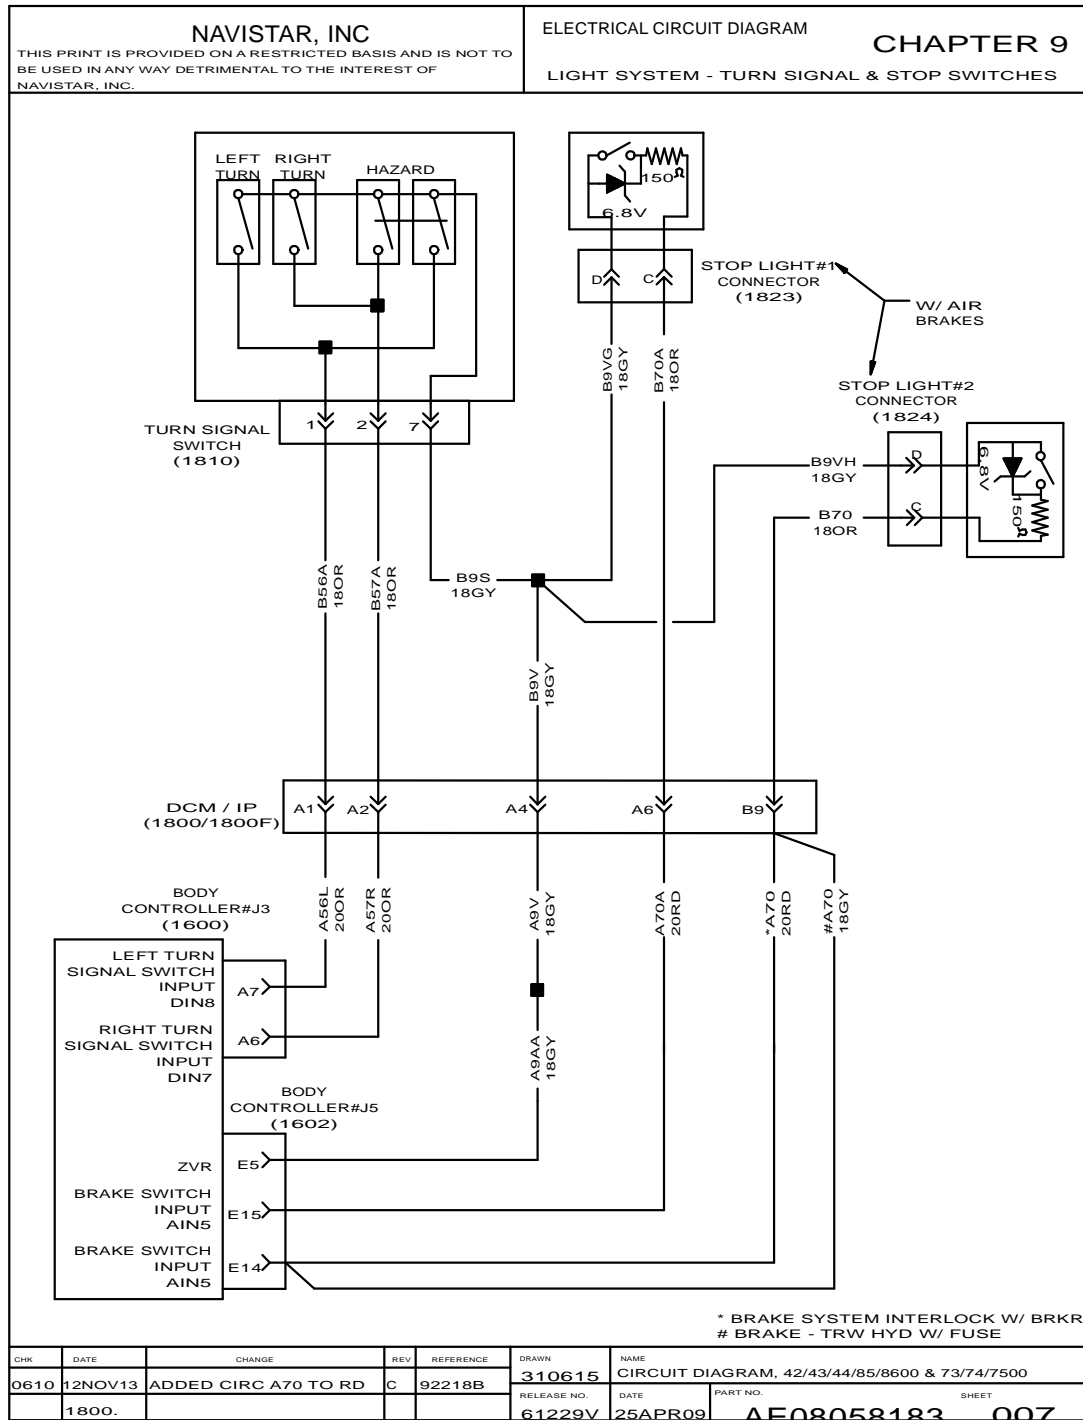 NAVISTAR, INC
THIS PRINT IS PROVIDED ON A RESTRICTED BASIS AND IS NOT TO
BE USED IN ANY WAY DETRIMENTAL TO THE INTEREST OF
NAVISTAR, INC.
ELECTRICAL CIRCUIT DIAGRAM
CHAPTER 9
LIGHT SYSTEM - TURN SIGNAL & STOP SWITCHES
LEFT
TURN
RIGHT
TURN
HAZARD
150Ω
6.8V
D
C
STOP LIGHT#1
CONNECTOR
(1823)
W/ AIR
BRAKES
STOP LIGHT#2
CONNECTOR
(1824)
TURN SIGNAL
SWITCH
(1810)
1
2
7
B9VG
18GY
B70A
18OR
B9VH
18GY
D
B70
18OR
C
6.8V
150Ω
B56A
18OR
B57A
18OR
B9S
18GY
B9V
18GY
DCM / IP
(1800/1800F)
A1
A2
A4
A6
B9
A56L
20OR
A57R
20OR
A9V
18GY
A70A
20RD
*A70
20RD
#A70
18GY
BODY
CONTROLLER#J3
(1600)
LEFT TURN
SIGNAL SWITCH
INPUT
DIN8
A7
RIGHT TURN
SIGNAL SWITCH
INPUT
DIN7
A6
A9AA
18GY
BODY
CONTROLLER#J5
(1602)
ZVR
E5
BRAKE SWITCH
INPUT
AIN5
E15
BRAKE SWITCH
INPUT
AIN5
E14
* BRAKE SYSTEM INTERLOCK W/ BRKR
# BRAKE - TRW HYD W/ FUSE
CHK DATE CHANGE REV REFERENCE
0610 12NOV13 ADDED CIRC A70 TO RD C 92218B
1800.
DRAWN
310615
NAME
CIRCUIT DIAGRAM, 42/43/44/85/8600 & 73/74/7500
RELEASE NO.
61229V
DATE
25APR09
PART NO.
AE08058183
SHEET
007